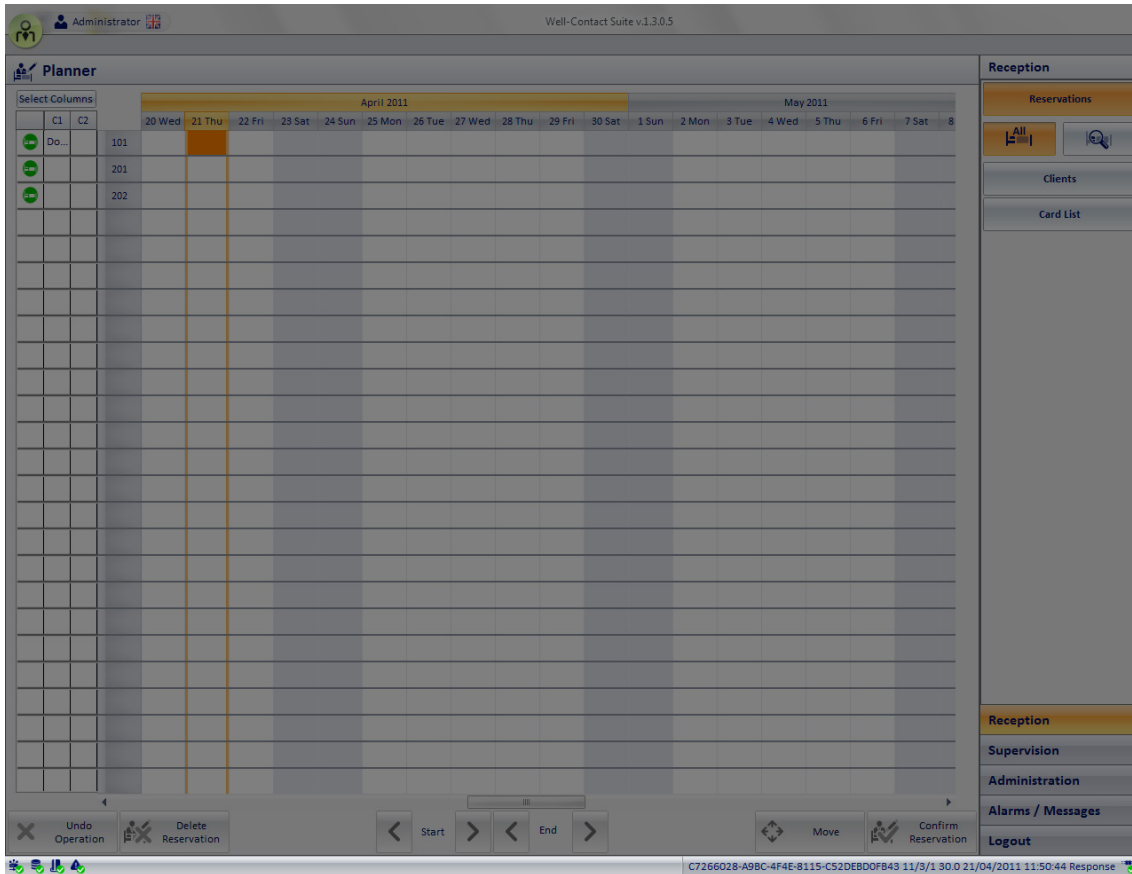 Administrator
Well-Contact Suite v.1.3.0.5
Planner
Reception
Select Columns
April 2011
May 2011
Reservations
C1 C2
20 Wed 21 Thu 22 Fri 23 Sat 24 Sun 25 Mon 26 Tue 27 Wed 28 Thu 29 Fri 30 Sat 1 Sun 2 Mon 3 Tue 4 Wed 5 Thu 6 Fri 7 Sat 8
Do... 101
All
201
Clients
202
Card List
Reception
Supervision
Administration
Alarms / Messages
Undo
Operation
Delete
Reservation
Start
End
Move
Confirm
Reservation
Logout
C7266028-A9BC-4F4E-8115-C52DEBD0FB43 11/3/1 30.0 21/04/2011 11:50:44 Response